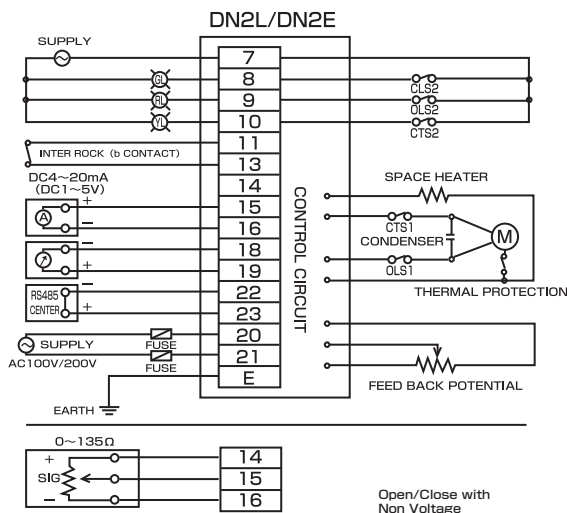 DN2L/DN2E
SUPPLY
7
GL
8
CLS2
RL
9
OLS2
YL
10
CTS2
11
INTER ROCK (b CONTACT)
13
DC4~20mA
(DC1~5V)
14
SPACE HEATER
+
15
A
CTS1
−
16
CONDENSER
M
−
18
OLS1
+
19
THERMAL PROTECTION
RS485
CENTER
−
22
+
23
CONTROL CIRCUIT
SUPPLY
FUSE
20
AC100V/200V
FUSE
21
FEED BACK POTENTIAL
E
EARTH
0~135Ω
+
14
SIG
15
−
16
Open/Close with
Non Voltage